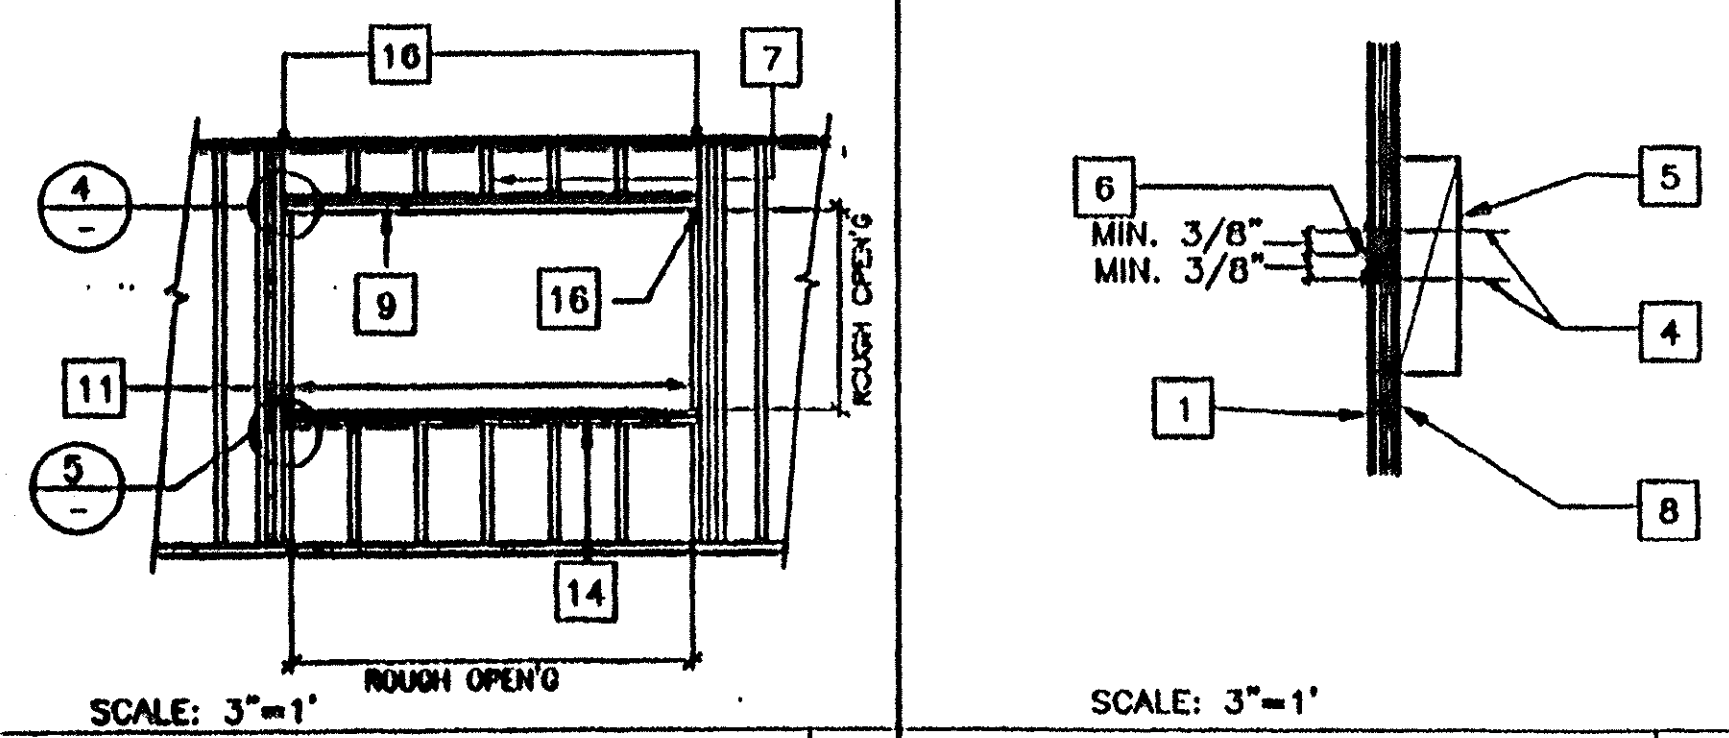 16
7
4
-
9
16
ROUGH OPEN'G
11
5
-
14
ROUGH OPEN'G
SCALE: 3"=1'
6
5
MIN. 3/8"
MIN. 3/8"
4
1
8
SCALE: 3"=1'